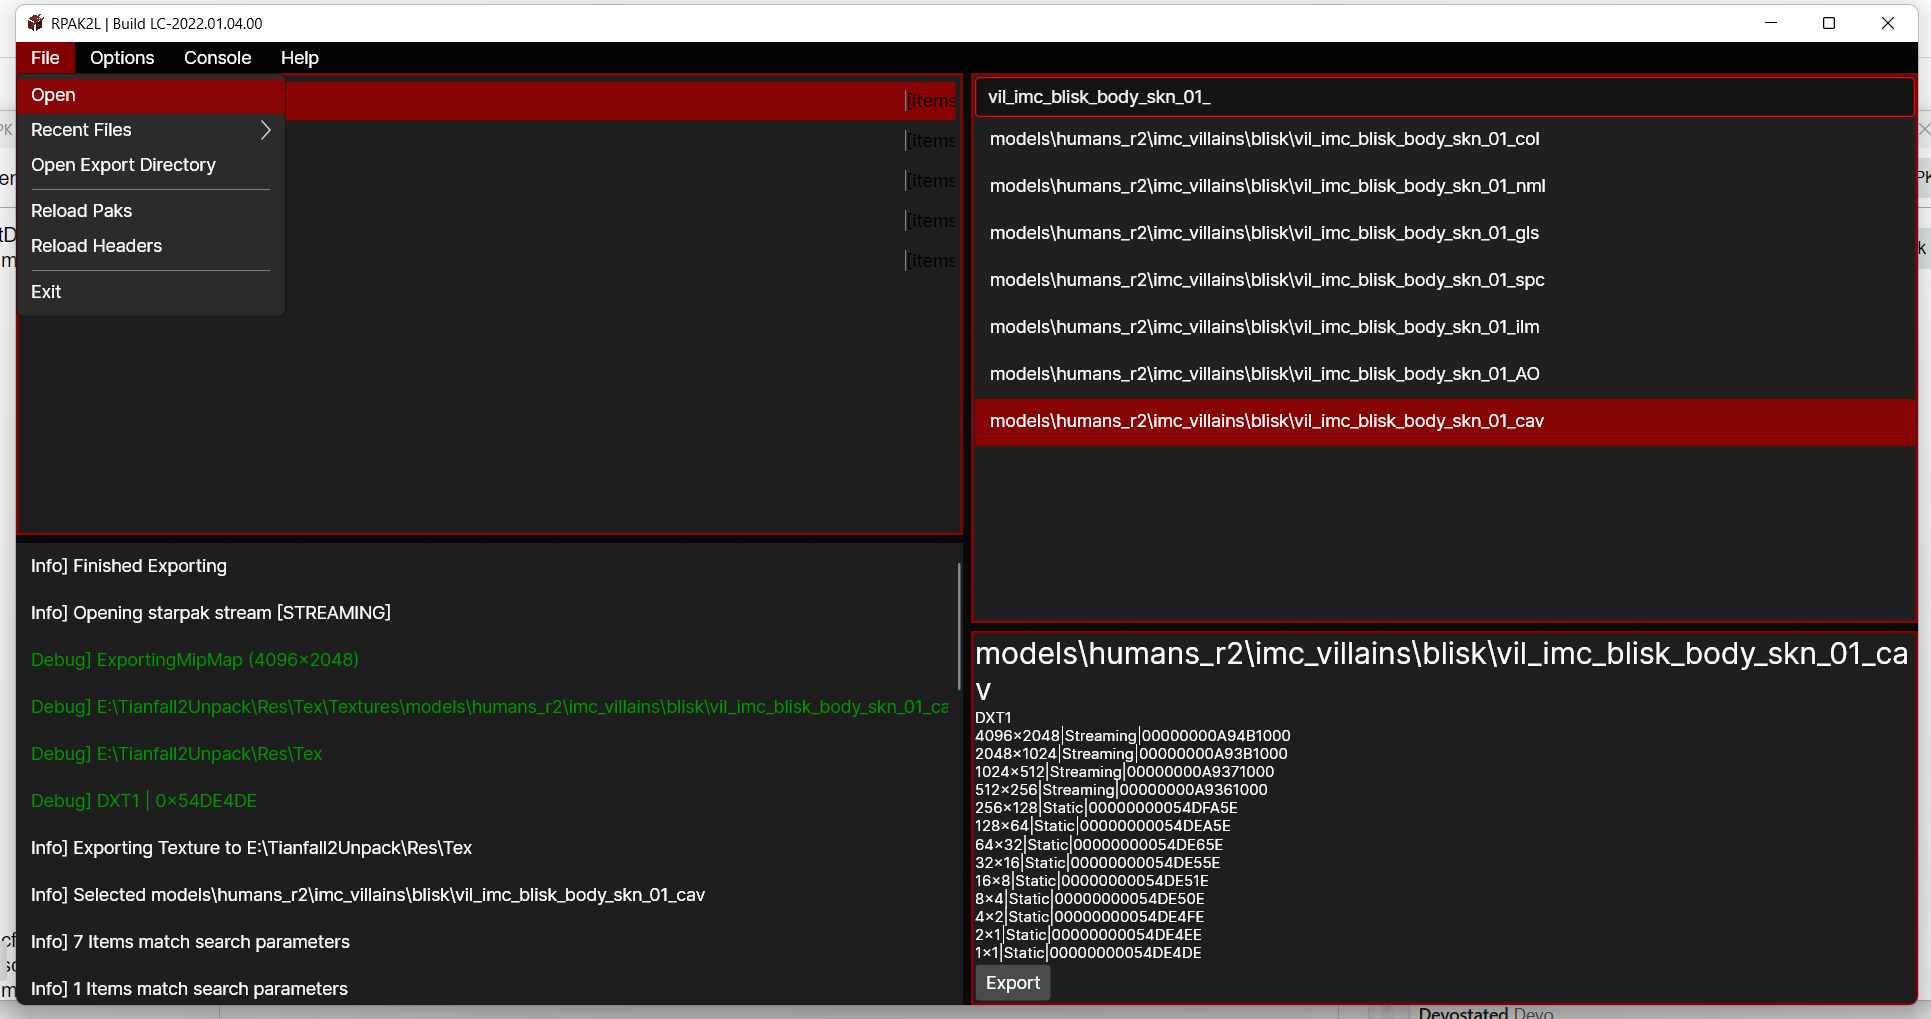 RPAK2L | Build LC-2022.01.04.00
File Options Console Help
Open
Recent Files
Open Export Directory
Reload Paks
Reload Headers
Exit
[items
[items
[items
[items
[items
vil_imc_blisk_body_skn_01_
models\humans_r2\imc_villains\blisk\vil_imc_blisk_body_skn_01_col
models\humans_r2\imc_villains\blisk\vil_imc_blisk_body_skn_01_nml
models\humans_r2\imc_villains\blisk\vil_imc_blisk_body_skn_01_gls
models\humans_r2\imc_villains\blisk\vil_imc_blisk_body_skn_01_spc
models\humans_r2\imc_villains\blisk\vil_imc_blisk_body_skn_01_ilm
models\humans_r2\imc_villains\blisk\vil_imc_blisk_body_skn_01_AO
models\humans_r2\imc_villains\blisk\vil_imc_blisk_body_skn_01_cav
Info] Finished Exporting
Info] Opening starpak stream [STREAMING]
Debug] ExportingMipMap (4096×2048)
Debug] E:\Tianfall2Unpack\Res\Tex\Textures\models\humans_r2\imc_villains\blisk\vil_imc_blisk_body_skn_01_ca
Debug] E:\Tianfall2Unpack\Res\Tex
Debug] DXT1 | 0×54DE4DE
Info] Exporting Texture to E:\Tianfall2Unpack\Res\Tex
Info] Selected models\humans_r2\imc_villains\blisk\vil_imc_blisk_body_skn_01_cav
Info] 7 Items match search parameters
Info] 1 Items match search parameters
models\humans_r2\imc_villains\blisk\vil_imc_blisk_body_skn_01_ca
v
DXT1
4096×2048|Streaming|00000000A94B1000
2048×1024|Streaming|00000000A93B1000
1024×512|Streaming|00000000A9371000
512×256|Streaming|00000000A9361000
256×128|Static|00000000054DFA5E
128×64|Static|00000000054DEA5E
64×32|Static|00000000054DE65E
32×16|Static|00000000054DE55E
16×8|Static|00000000054DE51E
8×4|Static|00000000054DE50E
4×2|Static|00000000054DE4FE
2×1|Static|00000000054DE4EE
1×1|Static|00000000054DE4DE
Export
Devostated Devo